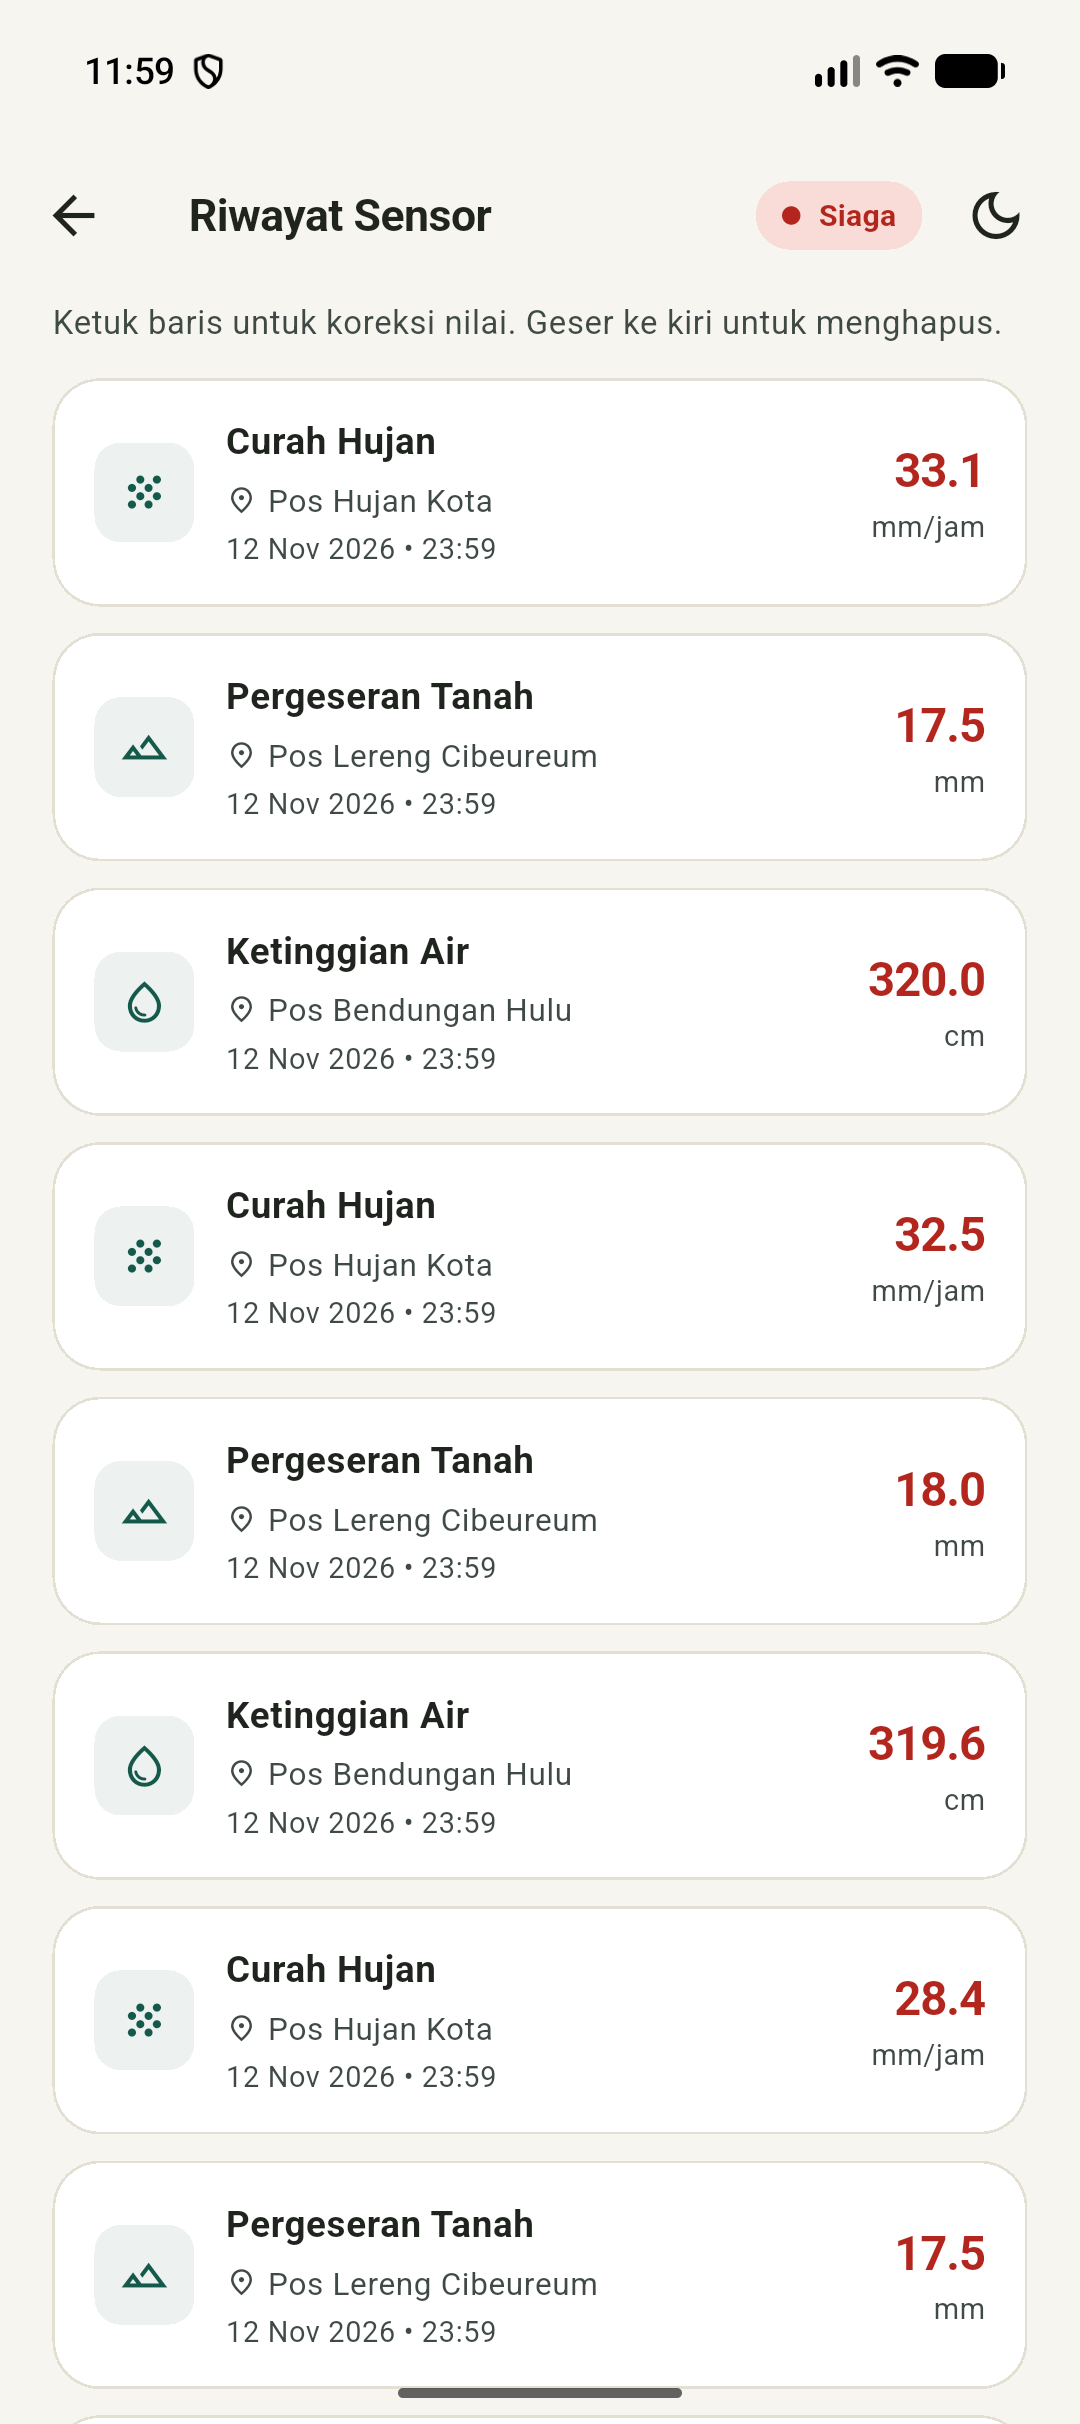 11:59
Riwayat Sensor
Siaga
Ketuk baris untuk koreksi nilai. Geser ke kiri untuk menghapus.
Curah Hujan
Pos Hujan Kota
12 Nov 2026 • 23:59
33.1
mm/jam
Pergeseran Tanah
Pos Lereng Cibeureum
12 Nov 2026 • 23:59
17.5
mm
Ketinggian Air
Pos Bendungan Hulu
12 Nov 2026 • 23:59
320.0
cm
Curah Hujan
Pos Hujan Kota
12 Nov 2026 • 23:59
32.5
mm/jam
Pergeseran Tanah
Pos Lereng Cibeureum
12 Nov 2026 • 23:59
18.0
mm
Ketinggian Air
Pos Bendungan Hulu
12 Nov 2026 • 23:59
319.6
cm
Curah Hujan
Pos Hujan Kota
12 Nov 2026 • 23:59
28.4
mm/jam
Pergeseran Tanah
Pos Lereng Cibeureum
12 Nov 2026 • 23:59
17.5
mm